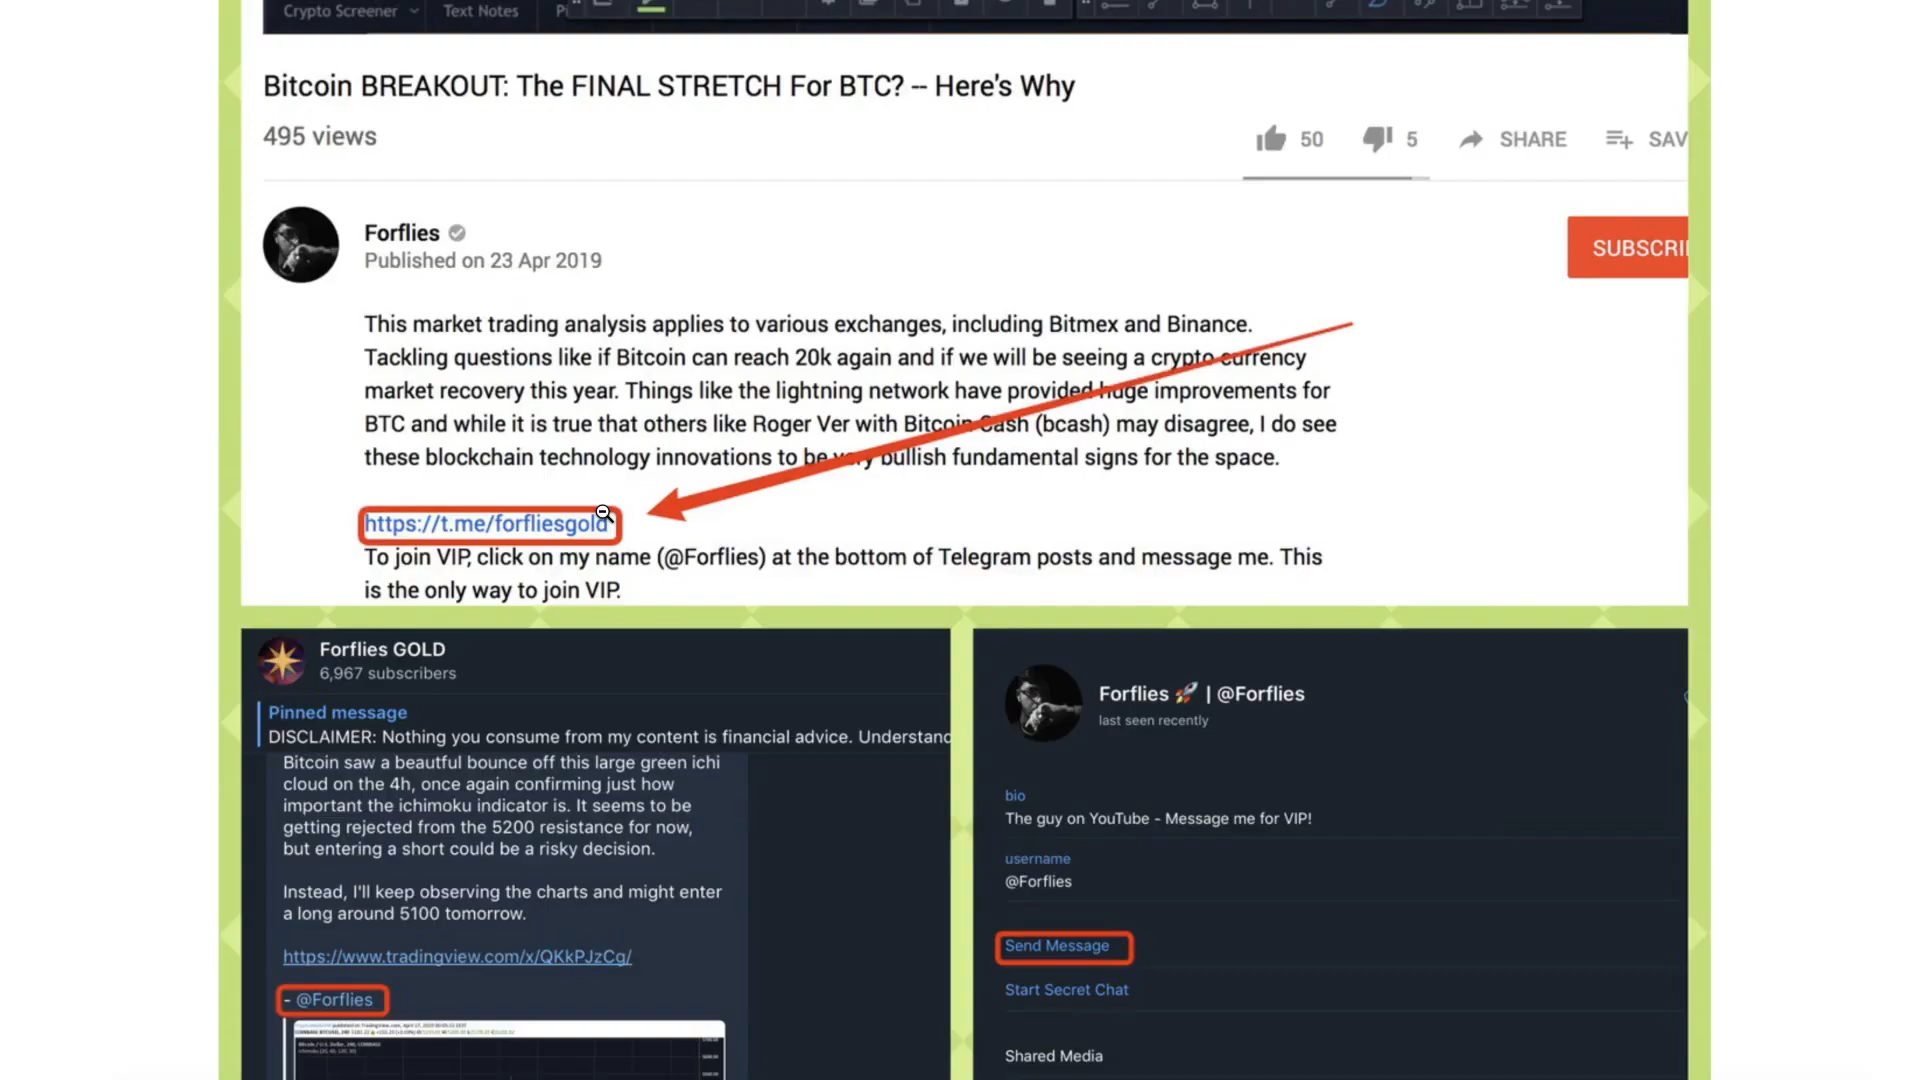 Crypto Screener
Text Notes
Bitcoin BREAKOUT: The FINAL STRETCH For BTC? -- Here's Why
495 views
50
5
SHARE
SAV
Forflies
Published on 23 Apr 2019
SUBSCRI
This market trading analysis applies to various exchanges, including Bitmex and Binance.
Tackling questions like if Bitcoin can reach 20k again and if we will be seeing a crypto currency
market recovery this year. Things like the lightning network have provided huge improvements for
BTC and while it is true that others like Roger Ver with Bitcoin Cash (bcash) may disagree, I do see
these blockchain technology innovations to be very bullish fundamental signs for the space.
https://t.me/forfliesgold
To join VIP, click on my name (@Forflies) at the bottom of Telegram posts and message me. This
is the only way to join VIP.
Forflies GOLD
6,967 subscribers
Pinned message
DISCLAIMER: Nothing you consume from my content is financial advice. Understand
Bitcoin saw a beautful bounce off this large green ichi
cloud on the 4h, once again confirming just how
important the ichimoku indicator is. It seems to be
getting rejected from the 5200 resistance for now,
but entering a short could be a risky decision.
Instead, I'll keep observing the charts and might enter
a long around 5100 tomorrow.
https://www.tradingview.com/x/QKkPJzCg/
- @Forflies
Forflies 🚀 | @Forflies
last seen recently
bio
The guy on YouTube - Message me for VIP!
username
@Forflies
Send Message
Start Secret Chat
Shared Media